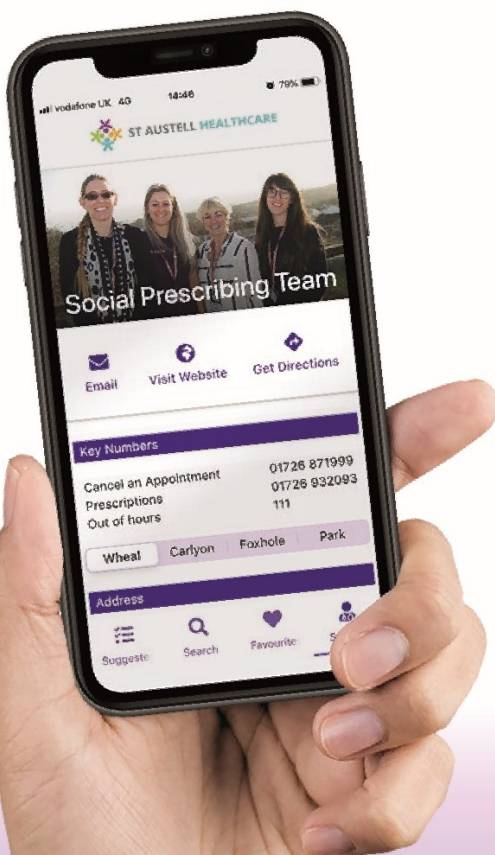 vodafone UK 4G 14:46 79%
ST AUSTELL HEALTHCARE
Social Prescribing Team
Email Visit Website Get Directions
Key Numbers
Cancel an Appointment 01726 871999
Prescriptions 01726 932093
Out of hours 111
Wheal Carlyon Foxhole Park
Address
Suggeste Search Favourite